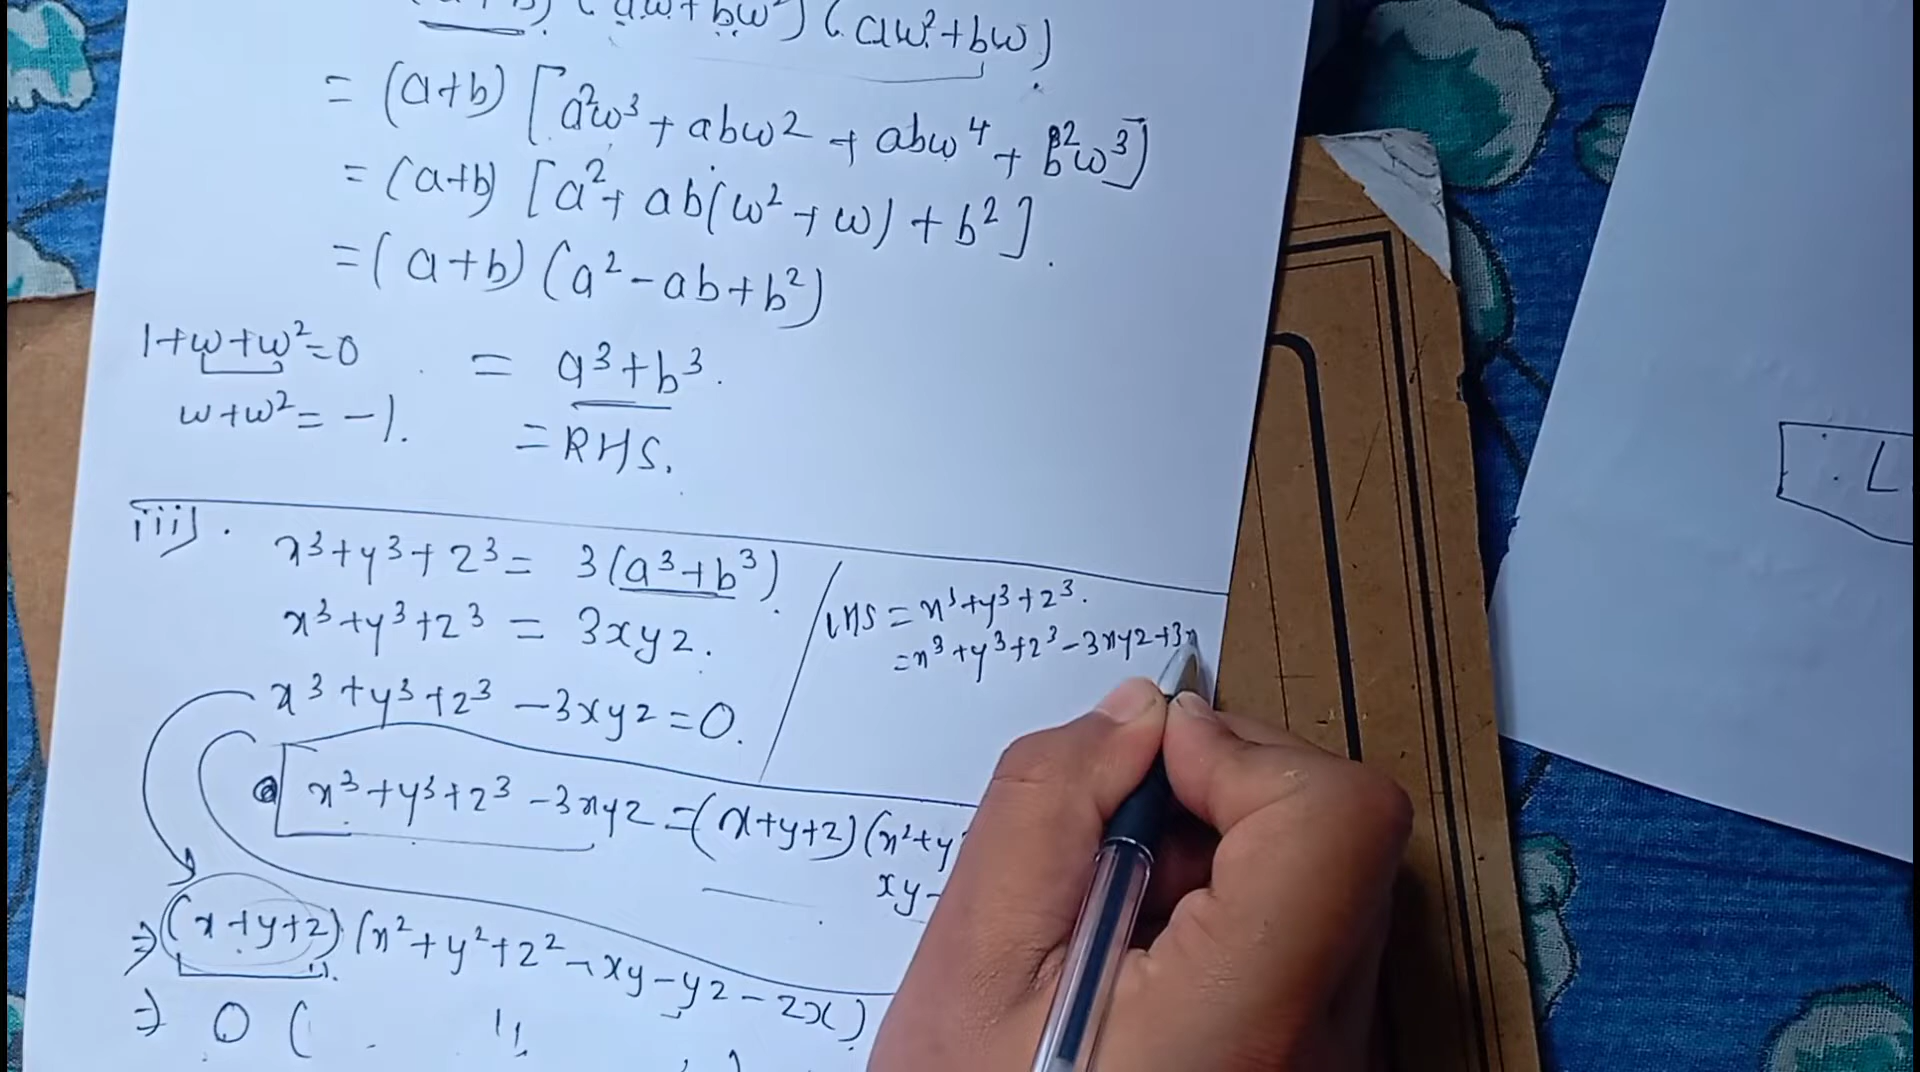 (aω²+bω)
= (a+b) [a²ω³ + abω² + abω⁴ + b²ω³]
= (a+b) [a² + ab(ω² + ω) + b²].
= (a+b) (a² - ab + b²)
1+ω+ω²=0
= a³+b³.
ω+ω² = -1.
= RHS.
iii).
x³+y³+z³ = 3(a³+b³).
x³+y³+z³ = 3xyz.
x³+y³+z³ - 3xyz = 0.
LHS = x³+y³+z³.
= x³+y³+z³ - 3xyz + 3x
x³+y³+z³ - 3xyz = (x+y+z) (x²+y
xy-
⇒ (x+y+z) (x²+y²+z² - xy - yz - zx)
⇒ 0 ( "
L